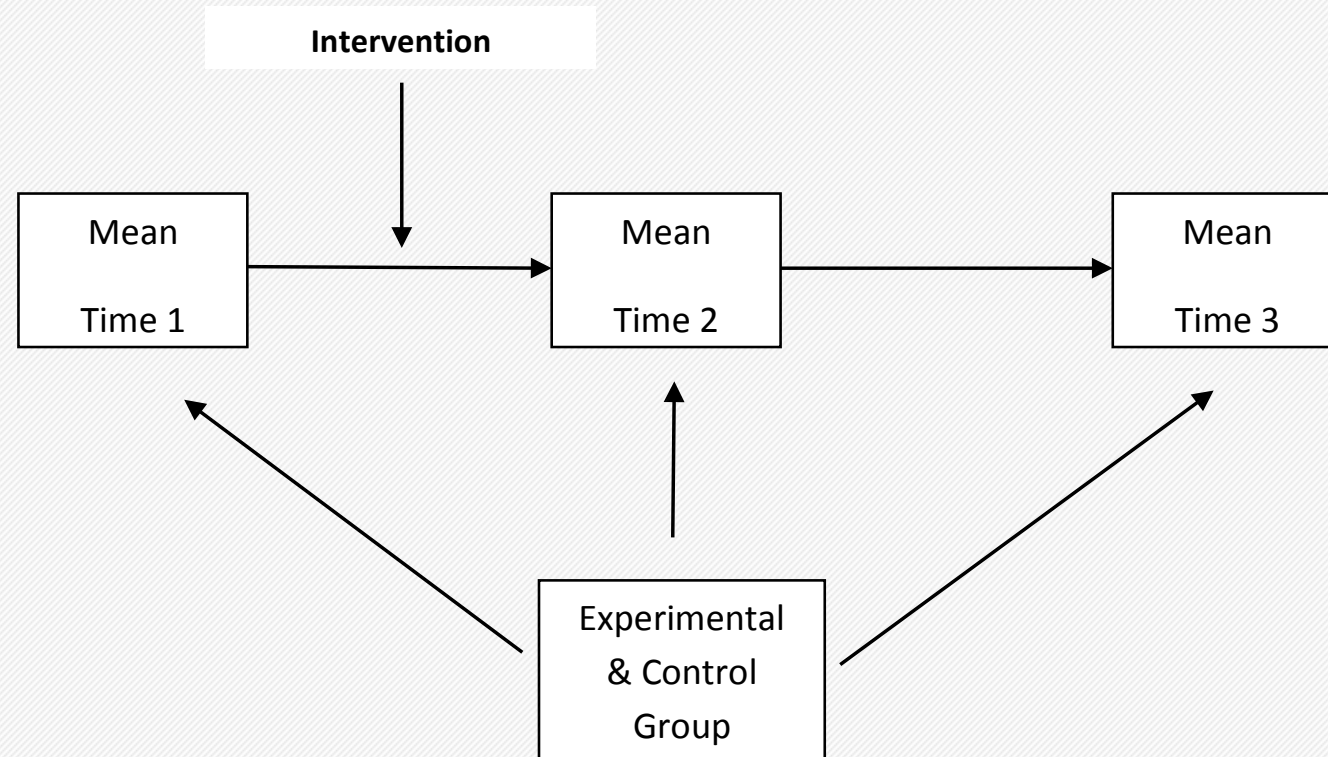 Intervention
Mean
Time 1
Mean
Time 2
Mean
Time 3
Experimental
& Control
Group